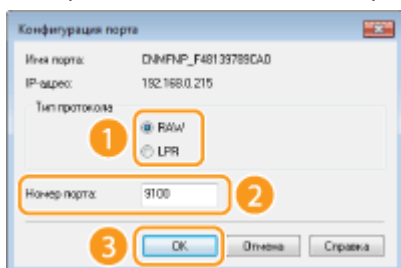 Конфигурация порта
Имя порта: CNMFNP_F48139789CAD
IP-адрес: 192.168.0.215
Тип протокола
1
RAW
LPR
Номер порта: 9100
2
3
OK Отмена Справка